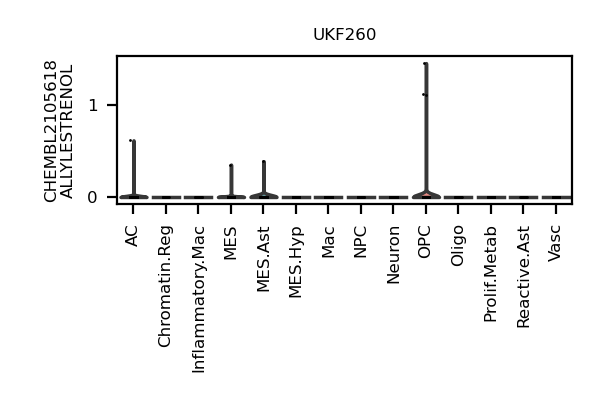 UKF260
CHEMBL2105618
ALLYLESTRENOL
1
0
AC
Chromatin.Reg
Inflammatory.Mac
MES
MES.Ast
MES.Hyp
Mac
NPC
Neuron
OPC
Oligo
Prolif.Metab
Reactive.Ast
Vasc